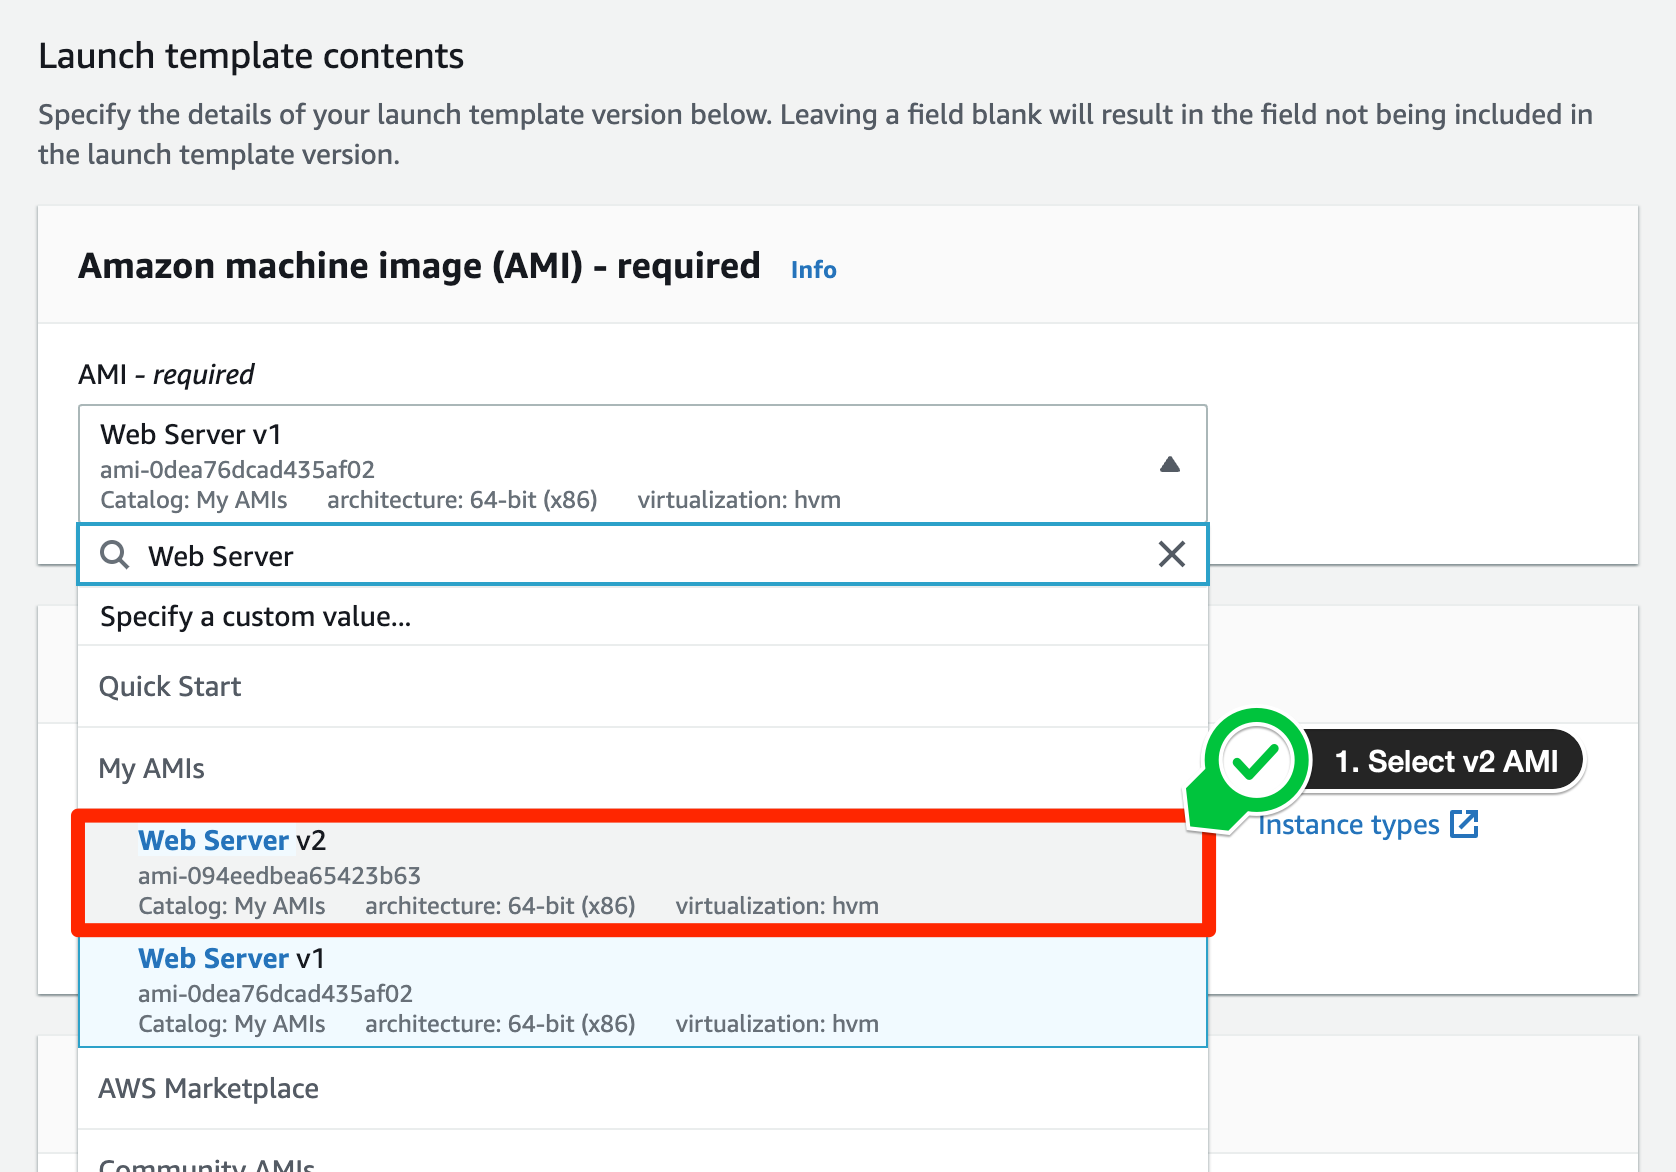 Launch template contents
Specify the details of your launch template version below. Leaving a field blank will result in the field not being included in
the launch template version.
Amazon machine image (AMI) - required Info
AMI - required
Web Server v1
ami-0dea76dcad435af02
Catalog: My AMIs architecture: 64-bit (x86) virtualization: hvm
Web Server
Specify a custom value...
Quick Start
My AMIs
1. Select v2 AMI
Instance types
Web Server v2
ami-094eedbea65423b63
Catalog: My AMIs architecture: 64-bit (x86) virtualization: hvm
Web Server v1
ami-0dea76dcad435af02
Catalog: My AMIs architecture: 64-bit (x86) virtualization: hvm
AWS Marketplace
Community AMIs